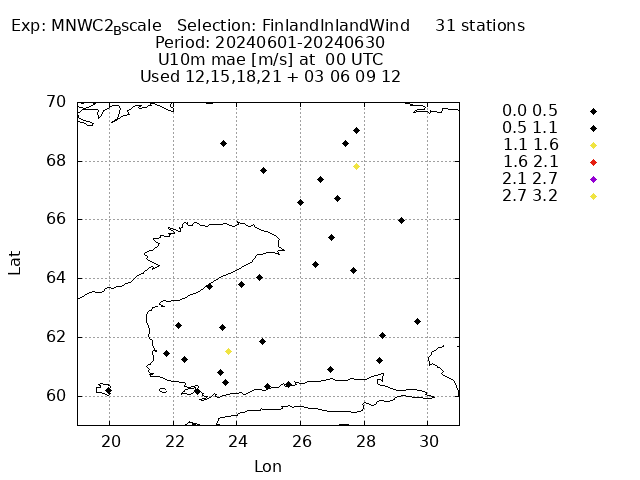 Exp: MNWC2_Bscale   Selection: FinlandInlandWind     31 stations
Period: 20240601-20240630
U10m mae [m/s] at  00 UTC
Used 12,15,18,21 + 03 06 09 12
0.0 0.5
0.5 1.1
1.1 1.6
1.6 2.1
2.1 2.7
2.7 3.2
70
68
66
64
62
60
Lat
20 22 24 26 28 30
Lon